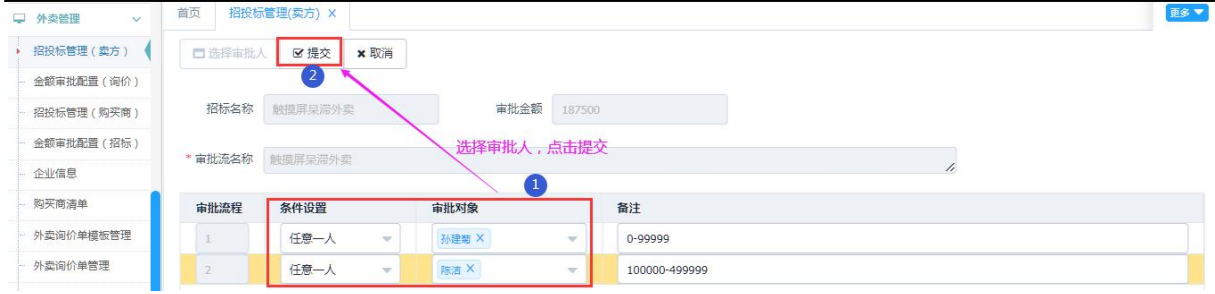 外卖管理
首页 招投标管理(卖方) ×
更多
招投标管理（卖方）
选择审批人 提交 取消
金额审批配置（询价）
2
招投标管理（购买商）
招标名称 触摸屏呆滞外卖 审批金额 187500
金额审批配置（招标）
选择审批人，点击提交
* 审批流名称 触摸屏呆滞外卖
企业信息
1
购买商清单
审批流程 条件设置 审批对象 备注
外卖询价单模板管理
1 任意一人 孙建菊 × 0-99999
外卖询价单管理
2 任意一人 陈洁 × 100000-499999